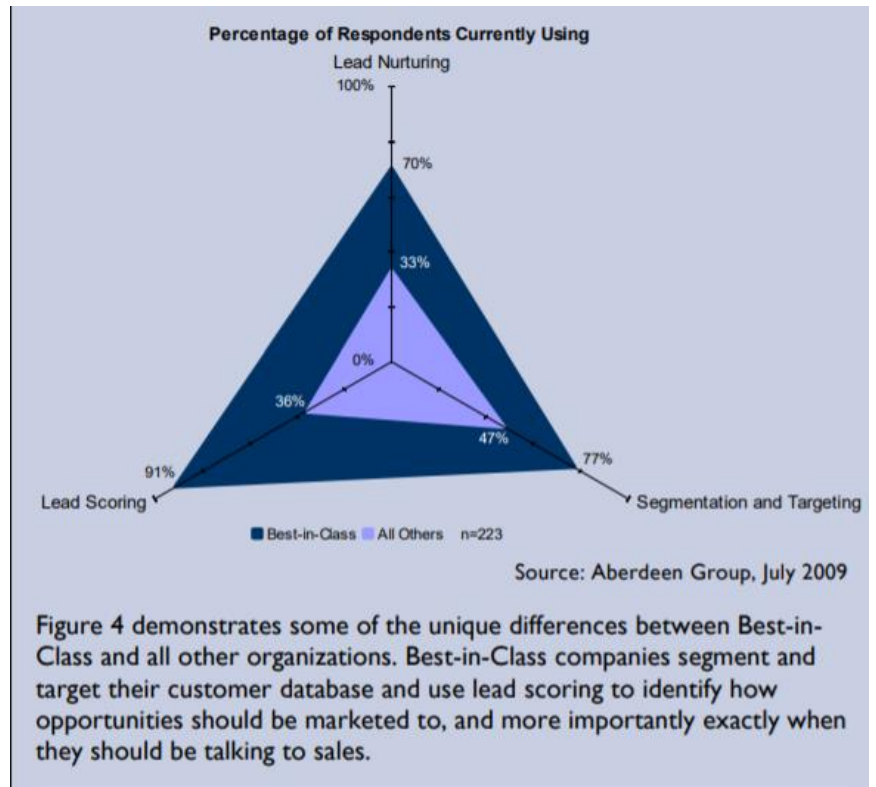 Percentage of Respondents Currently Using
Lead Nurturing
100%
70%
33%
0%
36%
47%
91%
77%
Lead Scoring
Segmentation and Targeting
Best-in-Class All Others n=223
Source: Aberdeen Group, July 2009
Figure 4 demonstrates some of the unique differences between Best-in-
Class and all other organizations. Best-in-Class companies segment and
target their customer database and use lead scoring to identify how
opportunities should be marketed to, and more importantly exactly when
they should be talking to sales.